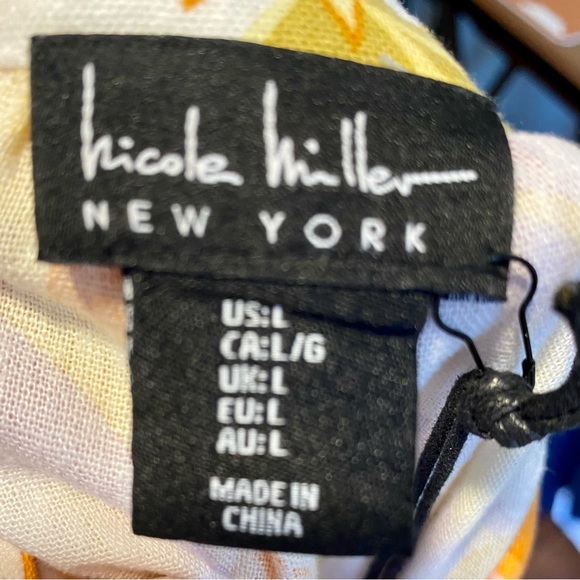 nicole miller
NEW YORK
US:L
CA:L/G
UK:L
EU:L
AU:L
MADE IN
CHINA